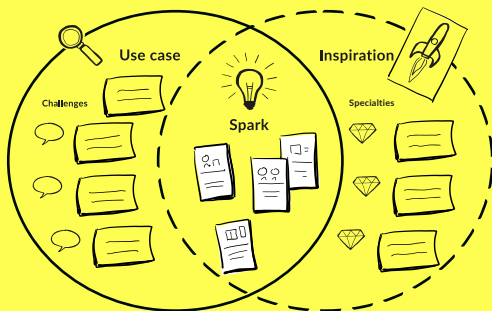 Use case
Inspiration
Challenges
Specialties
Spark